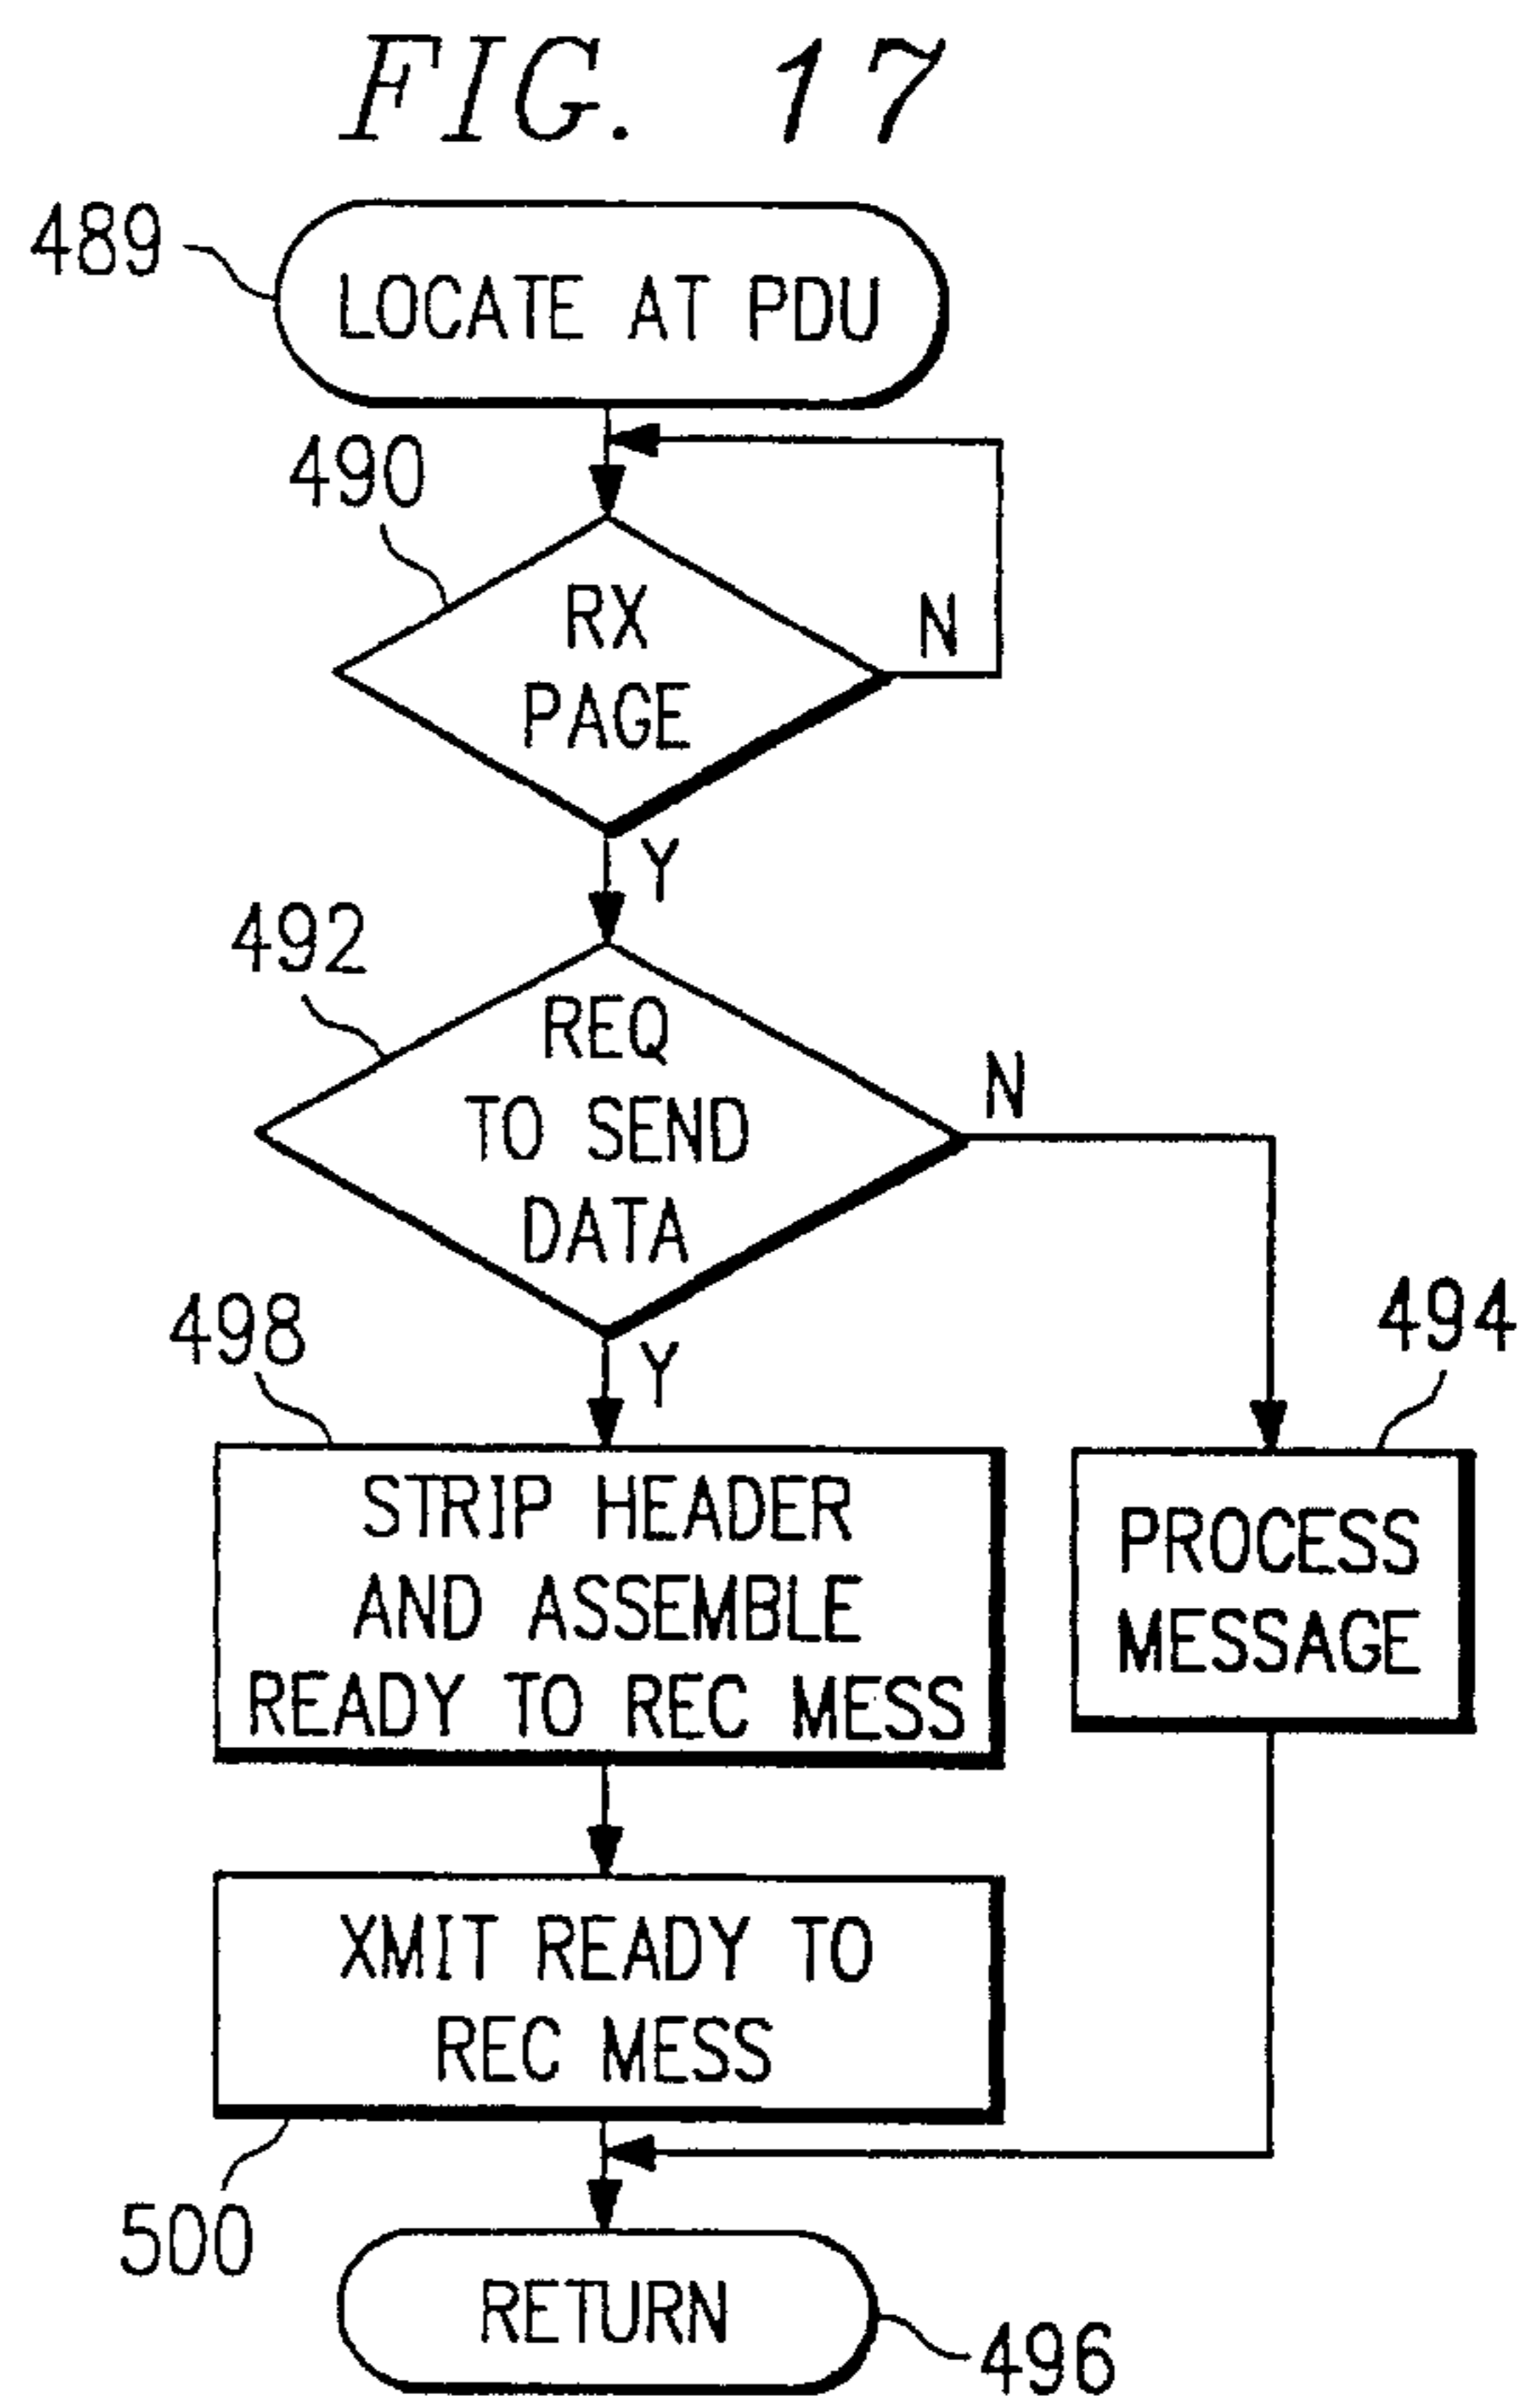 FIG. 17
489
LOCATE AT PDU
490
RX
PAGE
N
Y
492
REQ
TO SEND
DATA
N
Y
498
STRIP HEADER
AND ASSEMBLE
READY TO REC MESS
494
PROCESS
MESSAGE
XMIT READY TO
REC MESS
500
RETURN
496